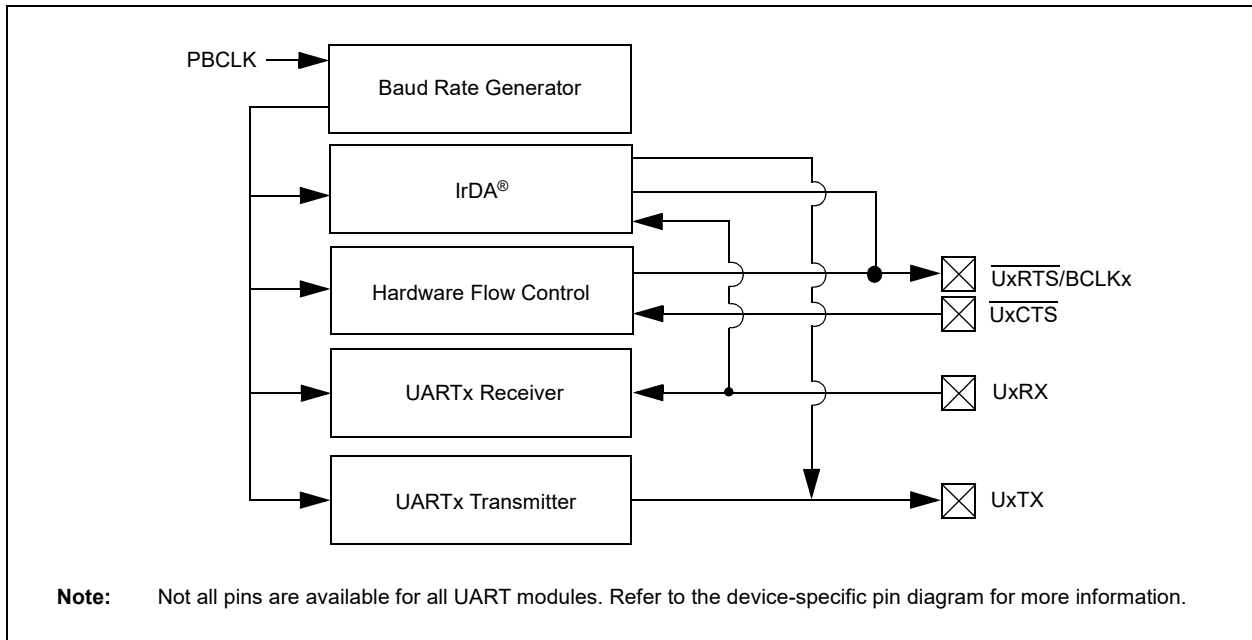 PBCLK
Baud Rate Generator
IrDA®
Hardware Flow Control
UxRTS/BCLKx
UxCTS
UARTx Receiver
UxRX
UARTx Transmitter
UxTX
Note: Not all pins are available for all UART modules. Refer to the device-specific pin diagram for more information.